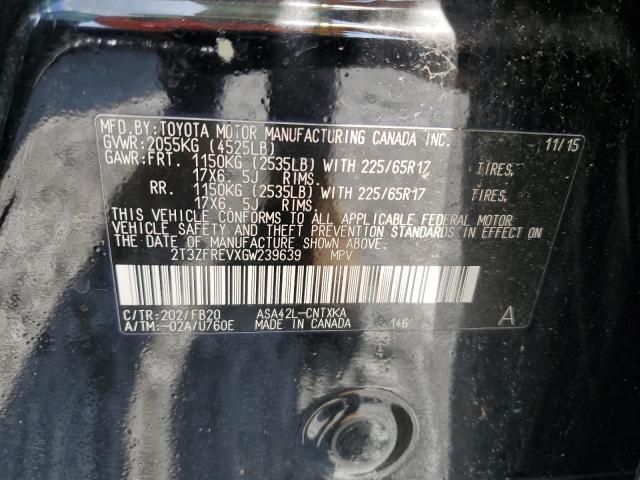 MFD.BY:TOYOTA MOTOR MANUFACTURING CANADA INC. 11/15
GVWR:2055KG (4525LB)
GAWR:FRT. 1150KG (2535LB) WITH 225/65R17 TIRES,
17X6. 5J RIMS.
RR. 1150KG (2535LB) WITH 225/65R17 TIRES,
17X6. 5J RIMS.
THIS VEHICLE CONFORMS TO ALL APPLICABLE FEDERAL MOTOR
VEHICLE SAFETY AND THEFT PREVENTION STANDARDS IN EFFECT ON
THE DATE OF MANUFACTURE SHOWN ABOVE.
2T3ZFREVXGW239639 MPV
C/TR:202/FB20 ASA42L-CNTXKA A
A/TM:-02A/U760E MADE IN CANADA 146